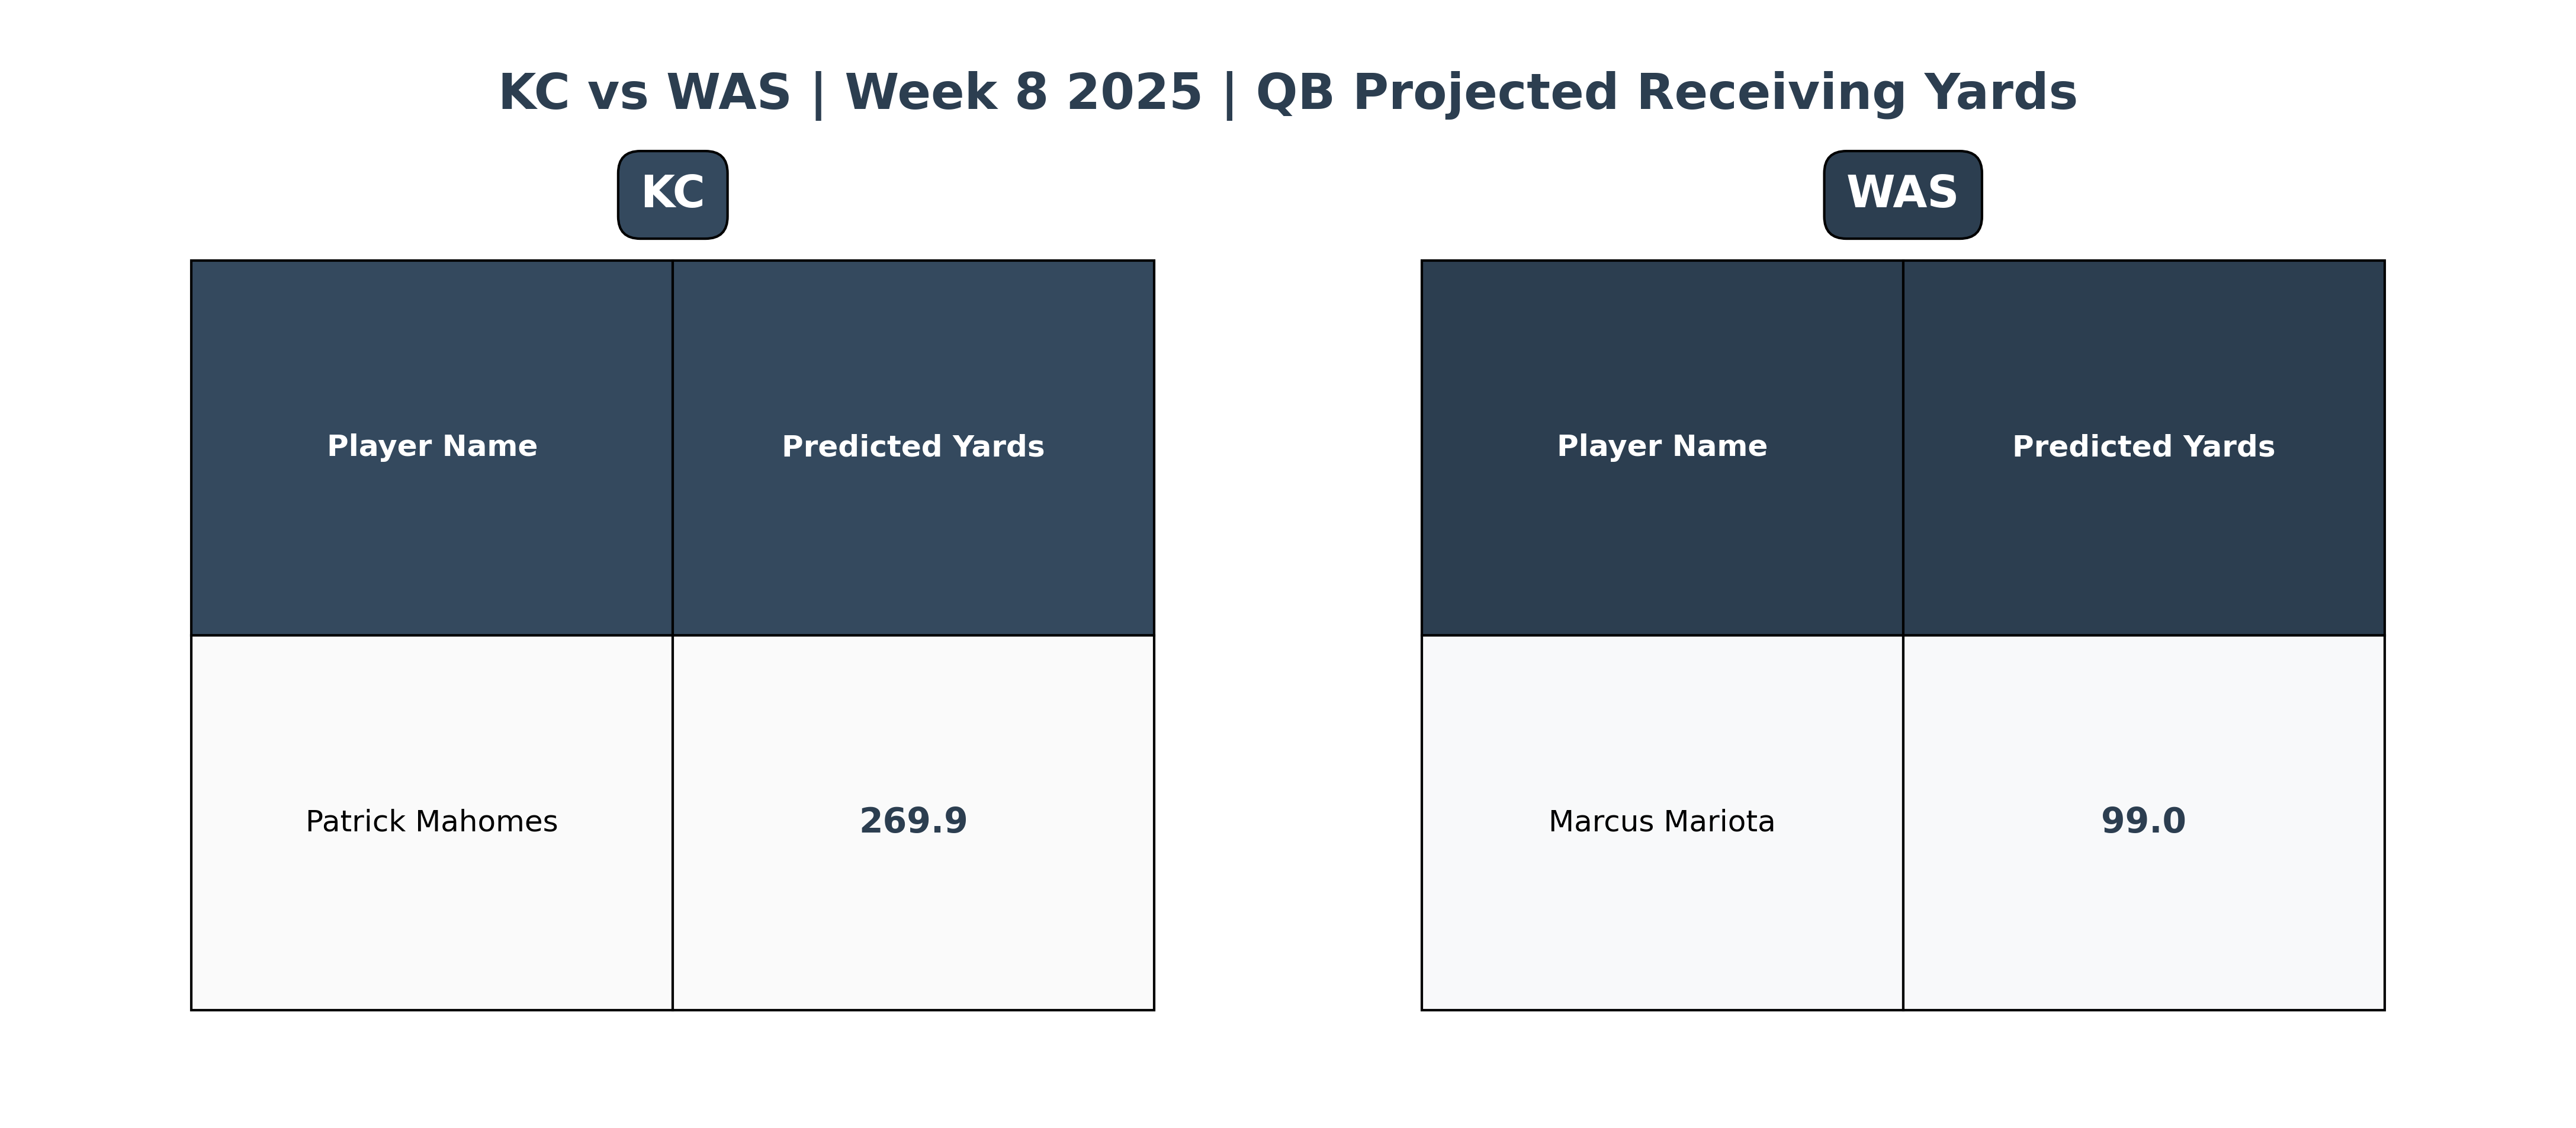 KC vs WAS | Week 8 2025 | QB Projected Receiving Yards
KC
Player Name Predicted Yards
Patrick Mahomes 269.9
WAS
Player Name Predicted Yards
Marcus Mariota 99.0